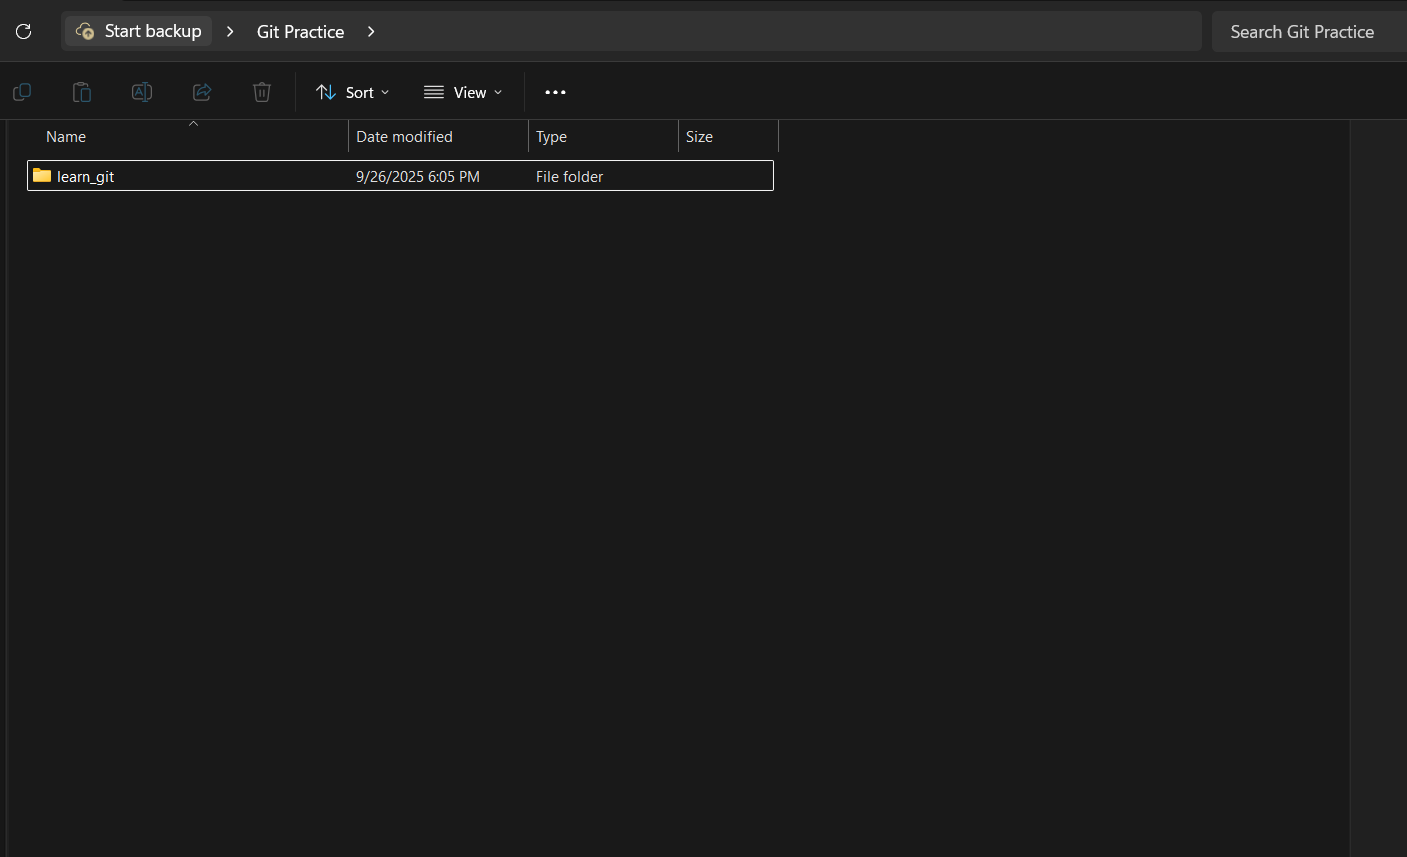 Start backup > Git Practice >
Search Git Practice
Sort
View
Name Date modified Type Size
learn_git 9/26/2025 6:05 PM File folder